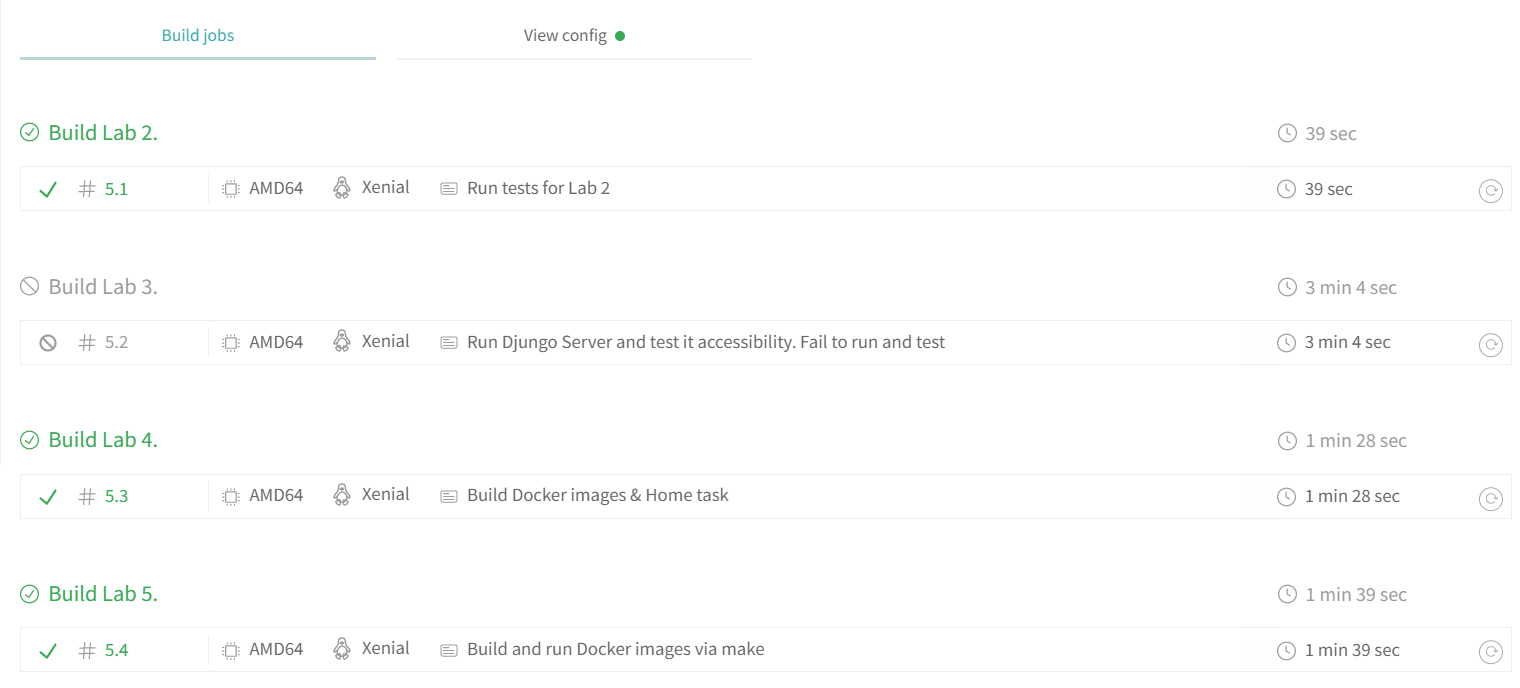 Build jobs View config
Build Lab 2. 39 sec
# 5.1 AMD64 Xenial Run tests for Lab 2 39 sec
Build Lab 3. 3 min 4 sec
# 5.2 AMD64 Xenial Run Djungo Server and test it accessibility. Fail to run and test 3 min 4 sec
Build Lab 4. 1 min 28 sec
# 5.3 AMD64 Xenial Build Docker images & Home task 1 min 28 sec
Build Lab 5. 1 min 39 sec
# 5.4 AMD64 Xenial Build and run Docker images via make 1 min 39 sec